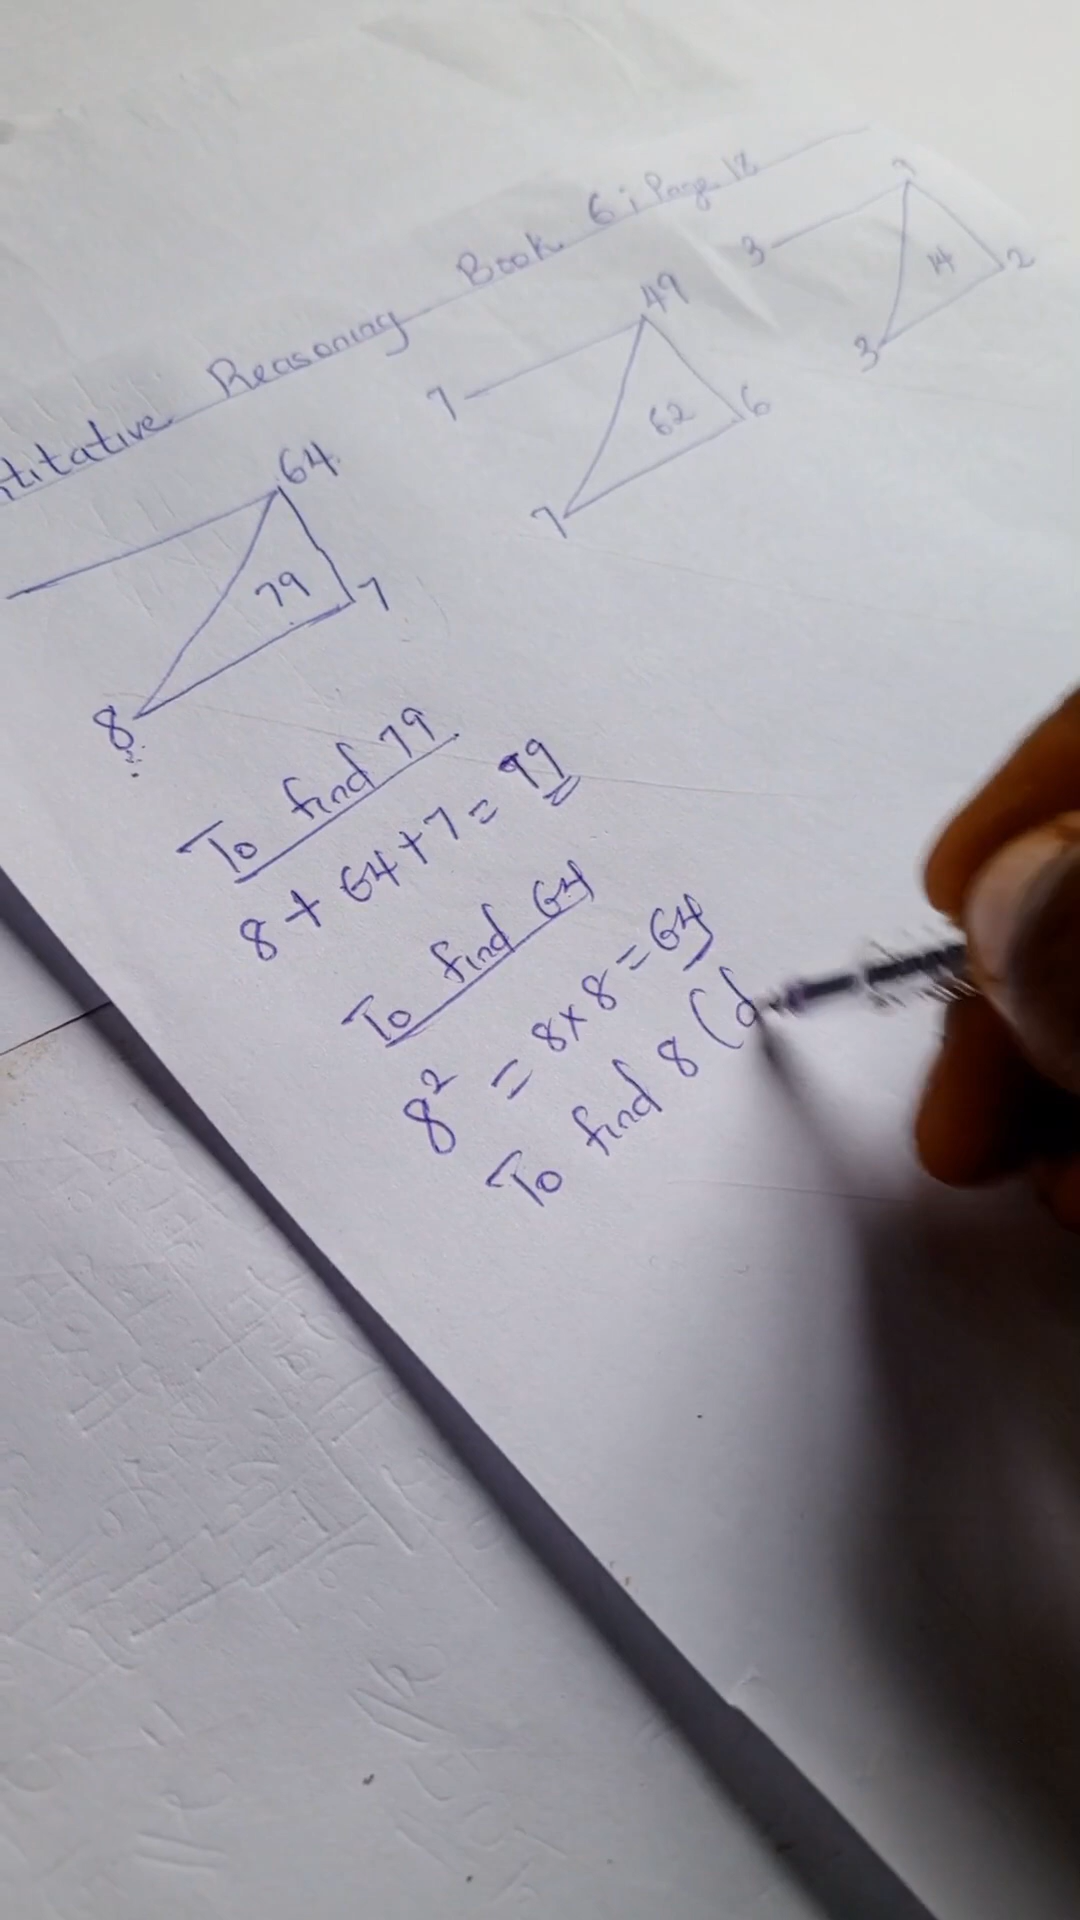 titative Reasoning Book 6; Page 18
64
79
7
8
49
7
62
6
7
3
14
2
3
To find 79
8 + 64 + 7 = 79
To find 64
8² = 8 x 8 = 64
To find 8 (d